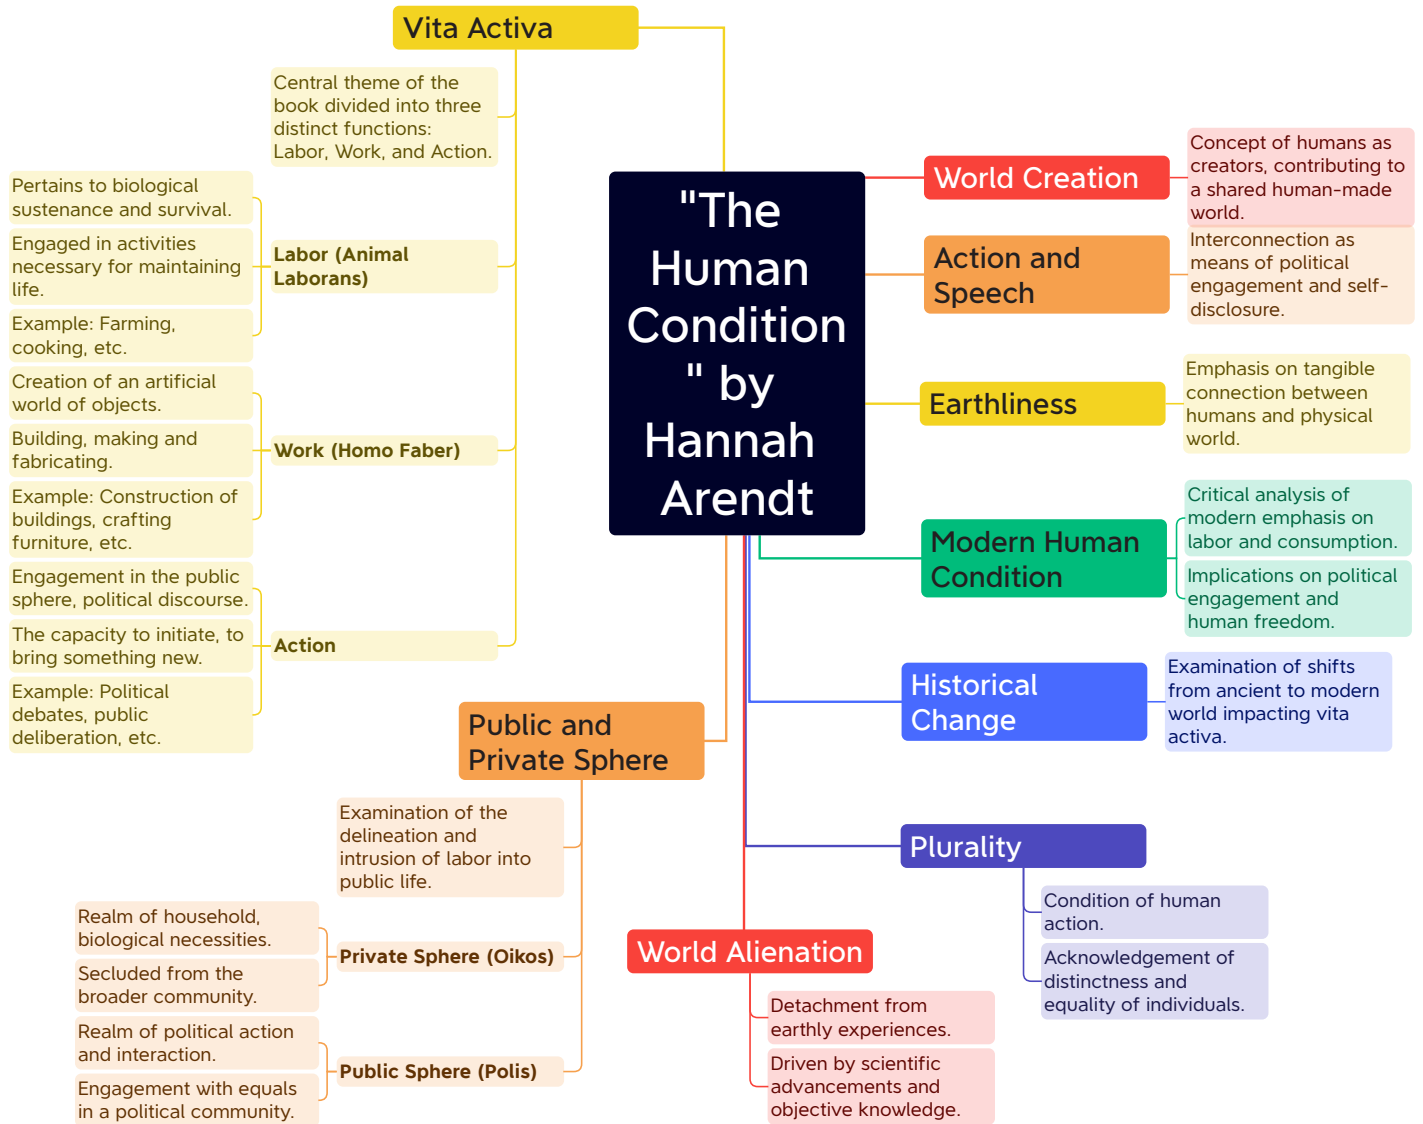 "The
Human
Condition
" by
Hannah
Arendt
Vita Activa
Central theme of the
book divided into three
distinct functions:
Labor, Work, and Action.
Labor (Animal
Laborans)
Pertains to biological
sustenance and survival.
Engaged in activities
necessary for maintaining
life.
Example: Farming,
cooking, etc.
Work (Homo Faber)
Creation of an artificial
world of objects.
Building, making and
fabricating.
Example: Construction of
buildings, crafting
furniture, etc.
Action
Engagement in the public
sphere, political discourse.
The capacity to initiate, to
bring something new.
Example: Political
debates, public
deliberation, etc.
Public and
Private Sphere
Examination of the
delineation and
intrusion of labor into
public life.
Private Sphere (Oikos)
Realm of household,
biological necessities.
Secluded from the
broader community.
Public Sphere (Polis)
Realm of political action
and interaction.
Engagement with equals
in a political community.
World Creation
Concept of humans as
creators, contributing to
a shared human-made
world.
Action and
Speech
Interconnection as
means of political
engagement and self-
disclosure.
Earthliness
Emphasis on tangible
connection between
humans and physical
world.
Modern Human
Condition
Critical analysis of
modern emphasis on
labor and consumption.
Implications on political
engagement and
human freedom.
Historical
Change
Examination of shifts
from ancient to modern
world impacting vita
activa.
Plurality
Condition of human
action.
Acknowledgement of
distinctness and
equality of individuals.
World Alienation
Detachment from
earthly experiences.
Driven by scientific
advancements and
objective knowledge.